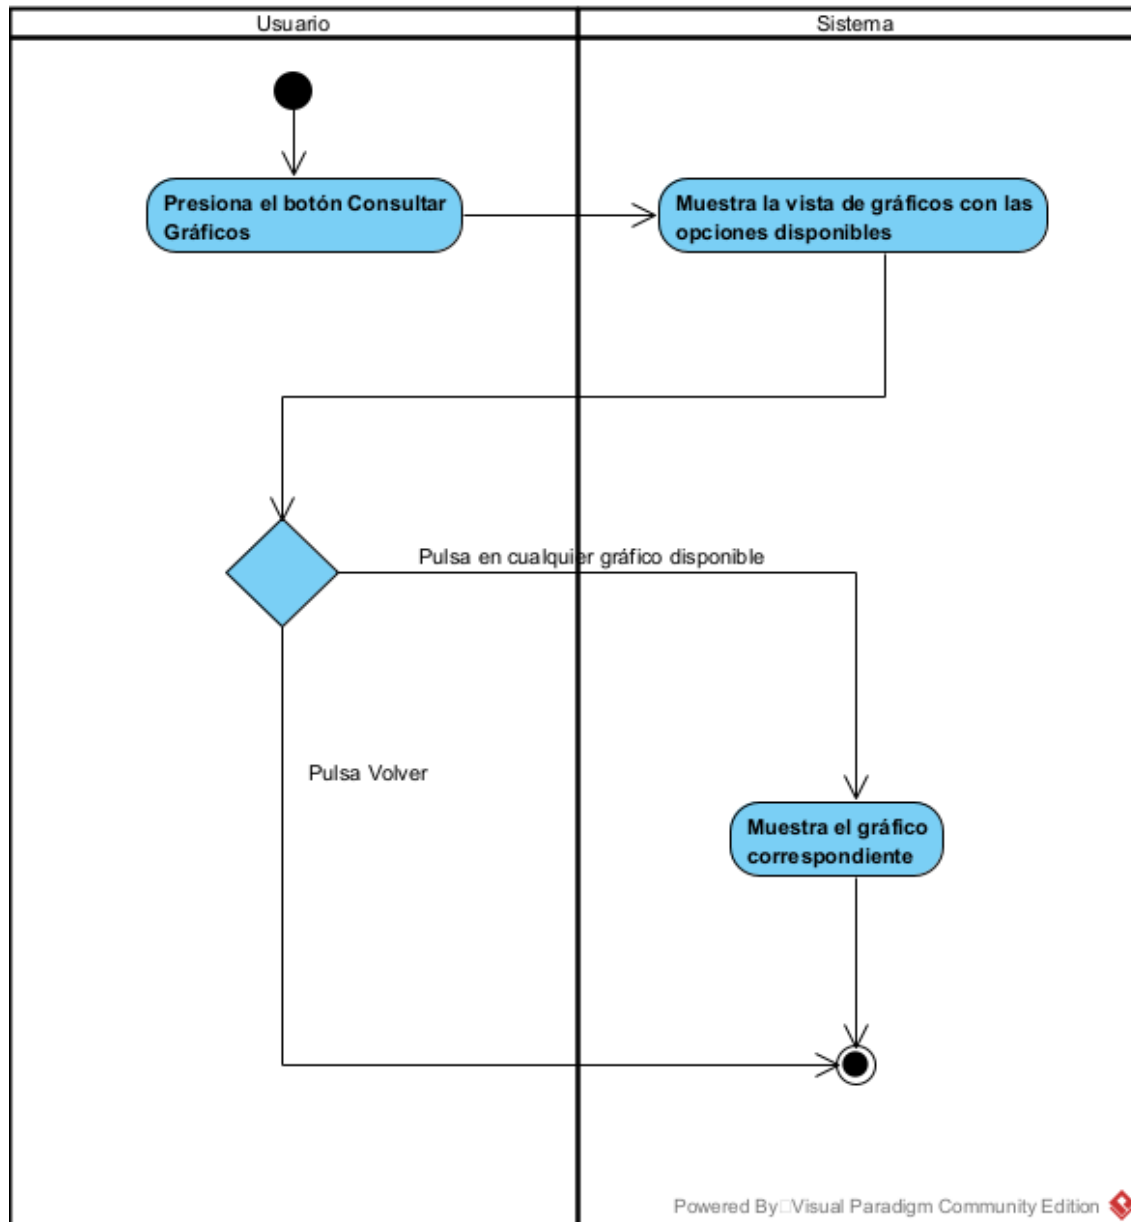 Usuario
Sistema
Presiona el botón Consultar
Gráficos
Muestra la vista de gráficos con las
opciones disponibles
Pulsa en cualquier gráfico disponible
Pulsa Volver
Muestra el gráfico
correspondiente
Powered By Visual Paradigm Community Edition